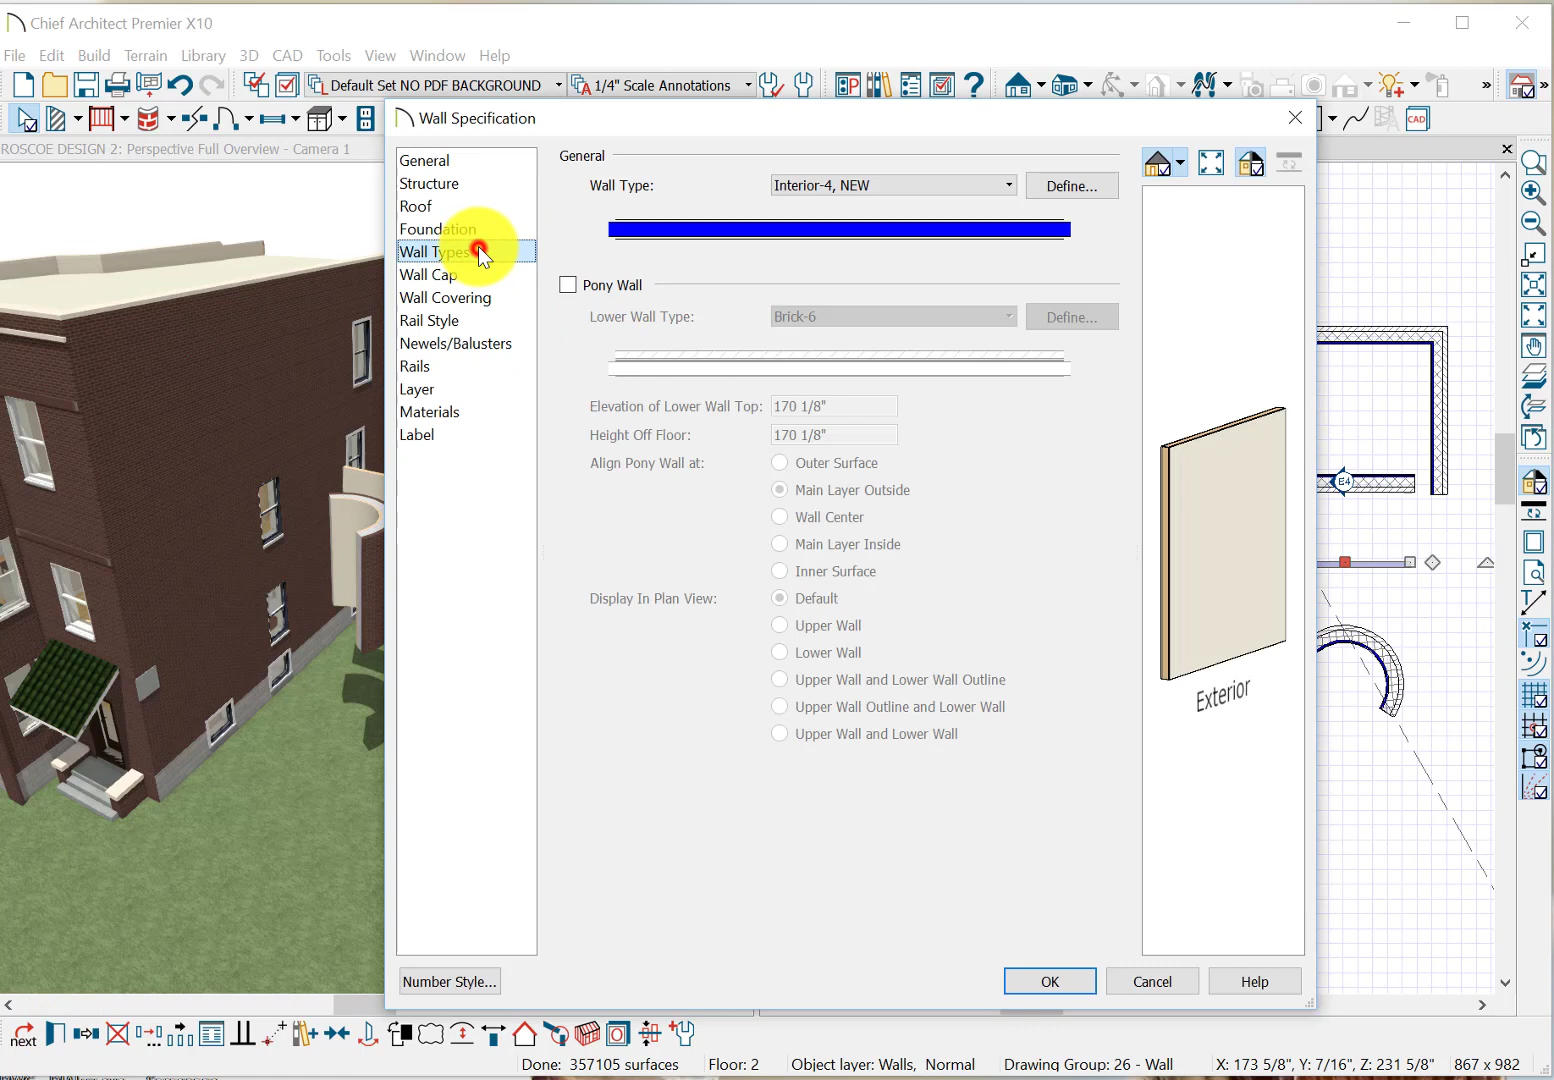 Chief Architect Premier X10
File Edit Build Terrain Library 3D CAD Tools View Window Help
Default Set NO PDF BACKGROUND
1/4" Scale Annotations
CAD
ROSCOE DESIGN 2: Perspective Full Overview - Camera 1
Wall Specification
General
Structure
Roof
Foundation
Wall Types
Wall Cap
Wall Covering
Rail Style
Newels/Balusters
Rails
Layer
Materials
Label
Number Style...
General
Wall Type: Interior-4, NEW Define...
Pony Wall
Lower Wall Type: Brick-6 Define...
Elevation of Lower Wall Top: 170 1/8"
Height Off Floor: 170 1/8"
Align Pony Wall at: Outer Surface
Main Layer Outside
Wall Center
Main Layer Inside
Inner Surface
Display In Plan View: Default
Upper Wall
Lower Wall
Upper Wall and Lower Wall Outline
Upper Wall Outline and Lower Wall
Upper Wall and Lower Wall
Exterior
OK Cancel Help
E4
next
Done: 357105 surfaces Floor: 2 Object layer: Walls, Normal Drawing Group: 26 - Wall X: 173 5/8", Y: 7/16", Z: 231 5/8" 867 x 982